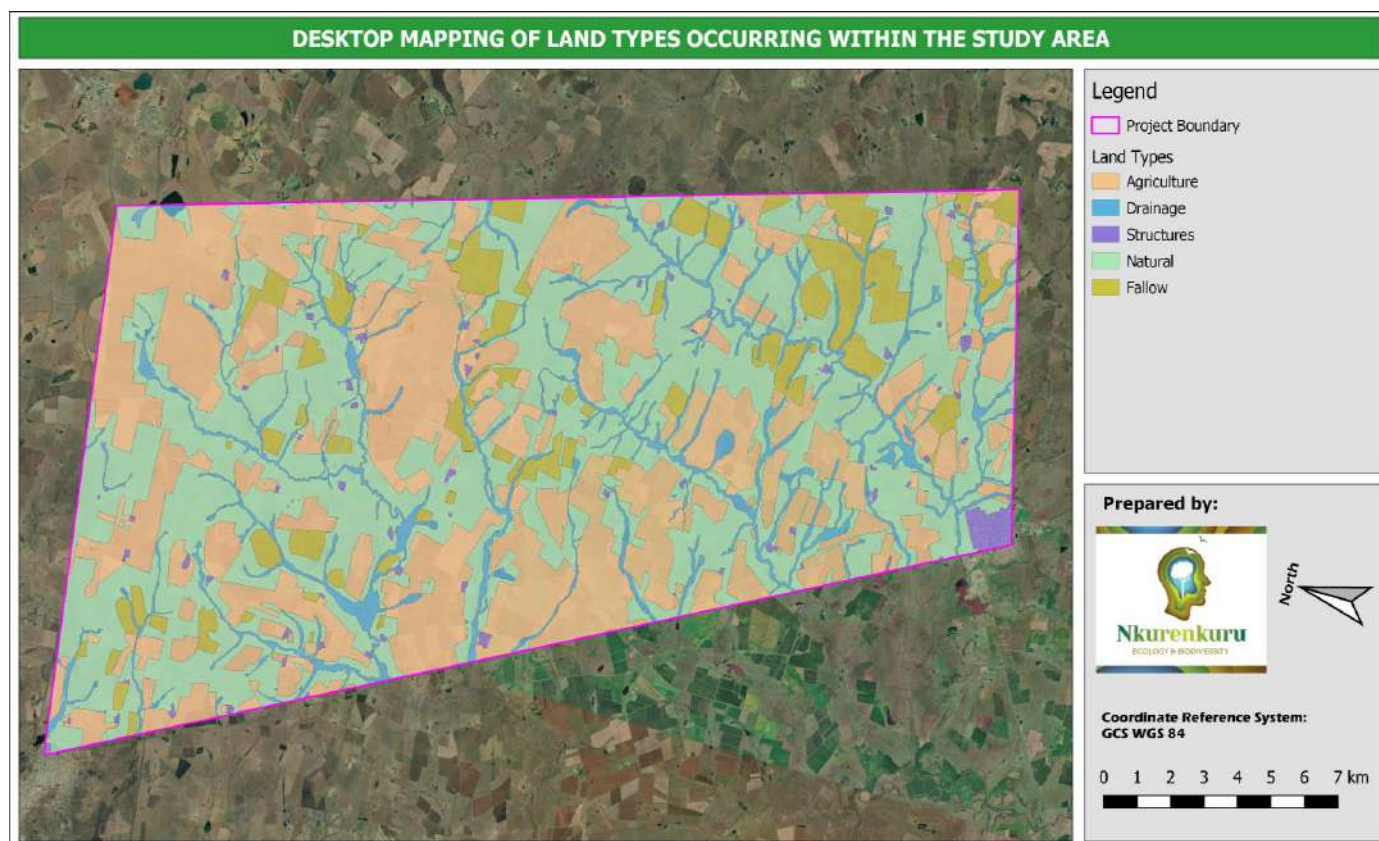 DESKTOP MAPPING OF LAND TYPES OCCURRING WITHIN THE STUDY AREA
Legend
Project Boundary
Land Types
Agriculture
Drainage
Structures
Natural
Fallow
Prepared by:
Nkurenkuru
ECOLOGY & BIODIVERSITY
North
Coordinate Reference System:
GCS WGS 84
0 1 2 3 4 5 6 7 km